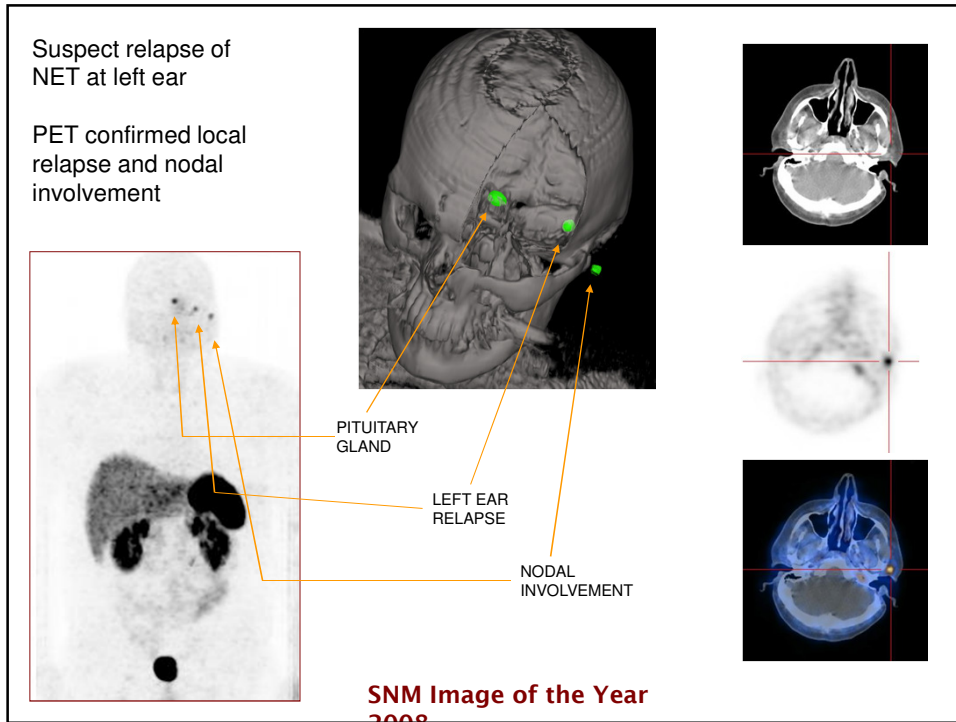 Suspect relapse of
NET at left ear
PET confirmed local
relapse and nodal
involvement
PITUITARY
GLAND
LEFT EAR
RELAPSE
NODAL
INVOLVEMENT
SNM Image of the Year
2008